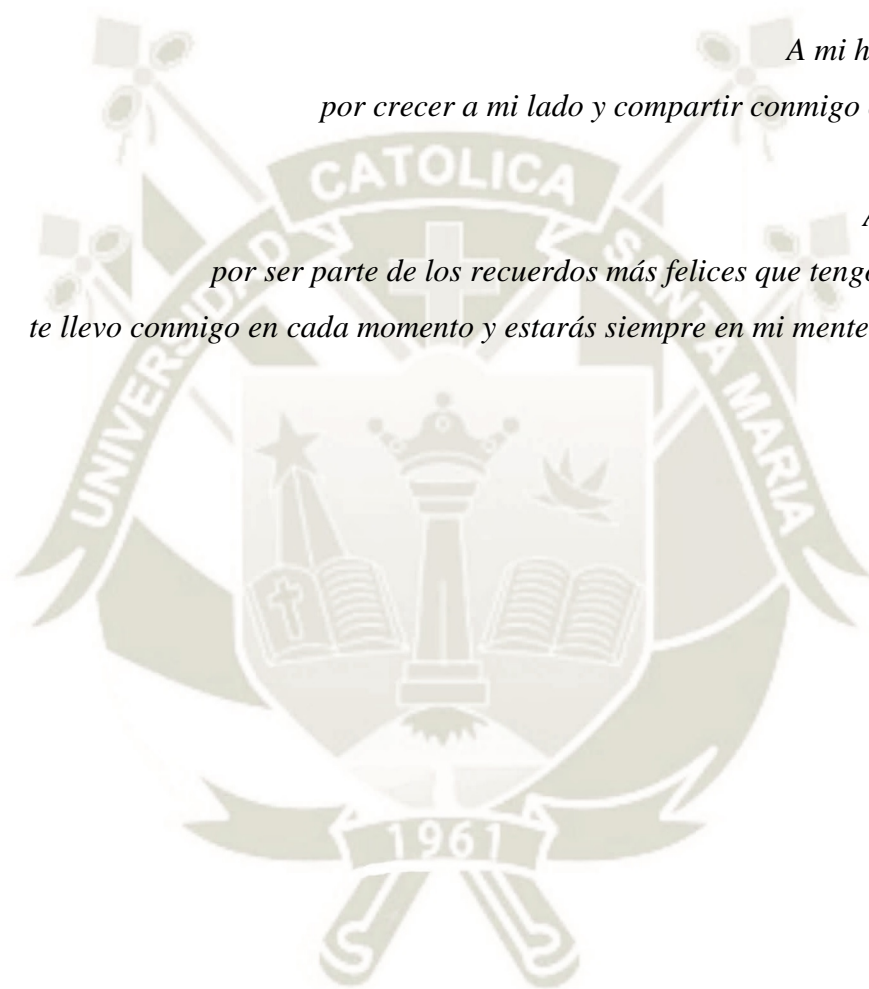 A mi
por crecer a mi lado y compartir conmigo
por ser parte de los recuerdos más felices que tengo
te llevo conmigo en cada momento y estarás siempre en mi mente
UNIVERSIDAD CATOLICA SANTA MARIA
1961